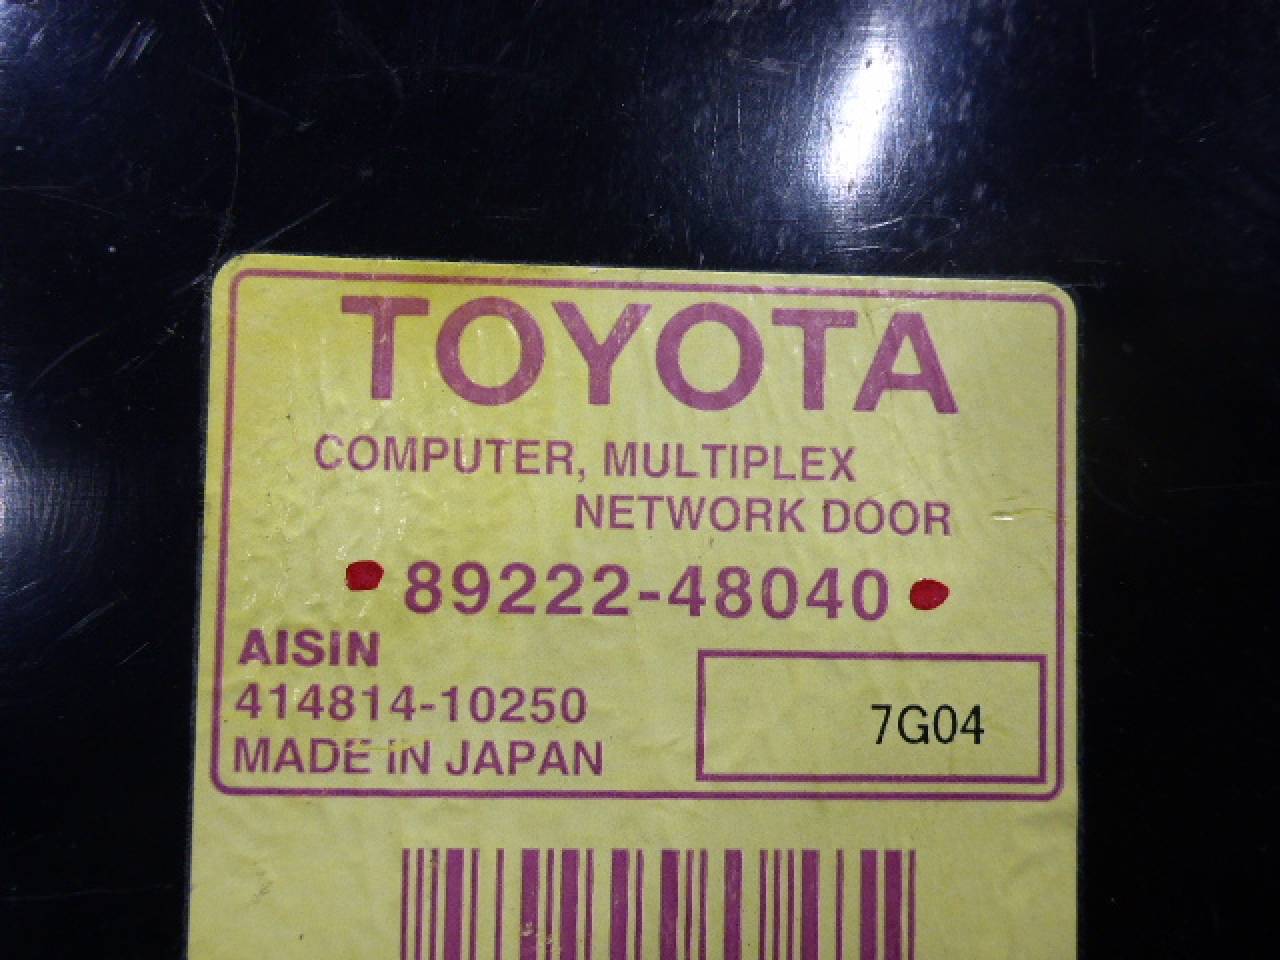 TOYOTA
COMPUTER, MULTIPLEX
NETWORK DOOR
89222-48040
AISIN
414814-10250
MADE IN JAPAN
7G04